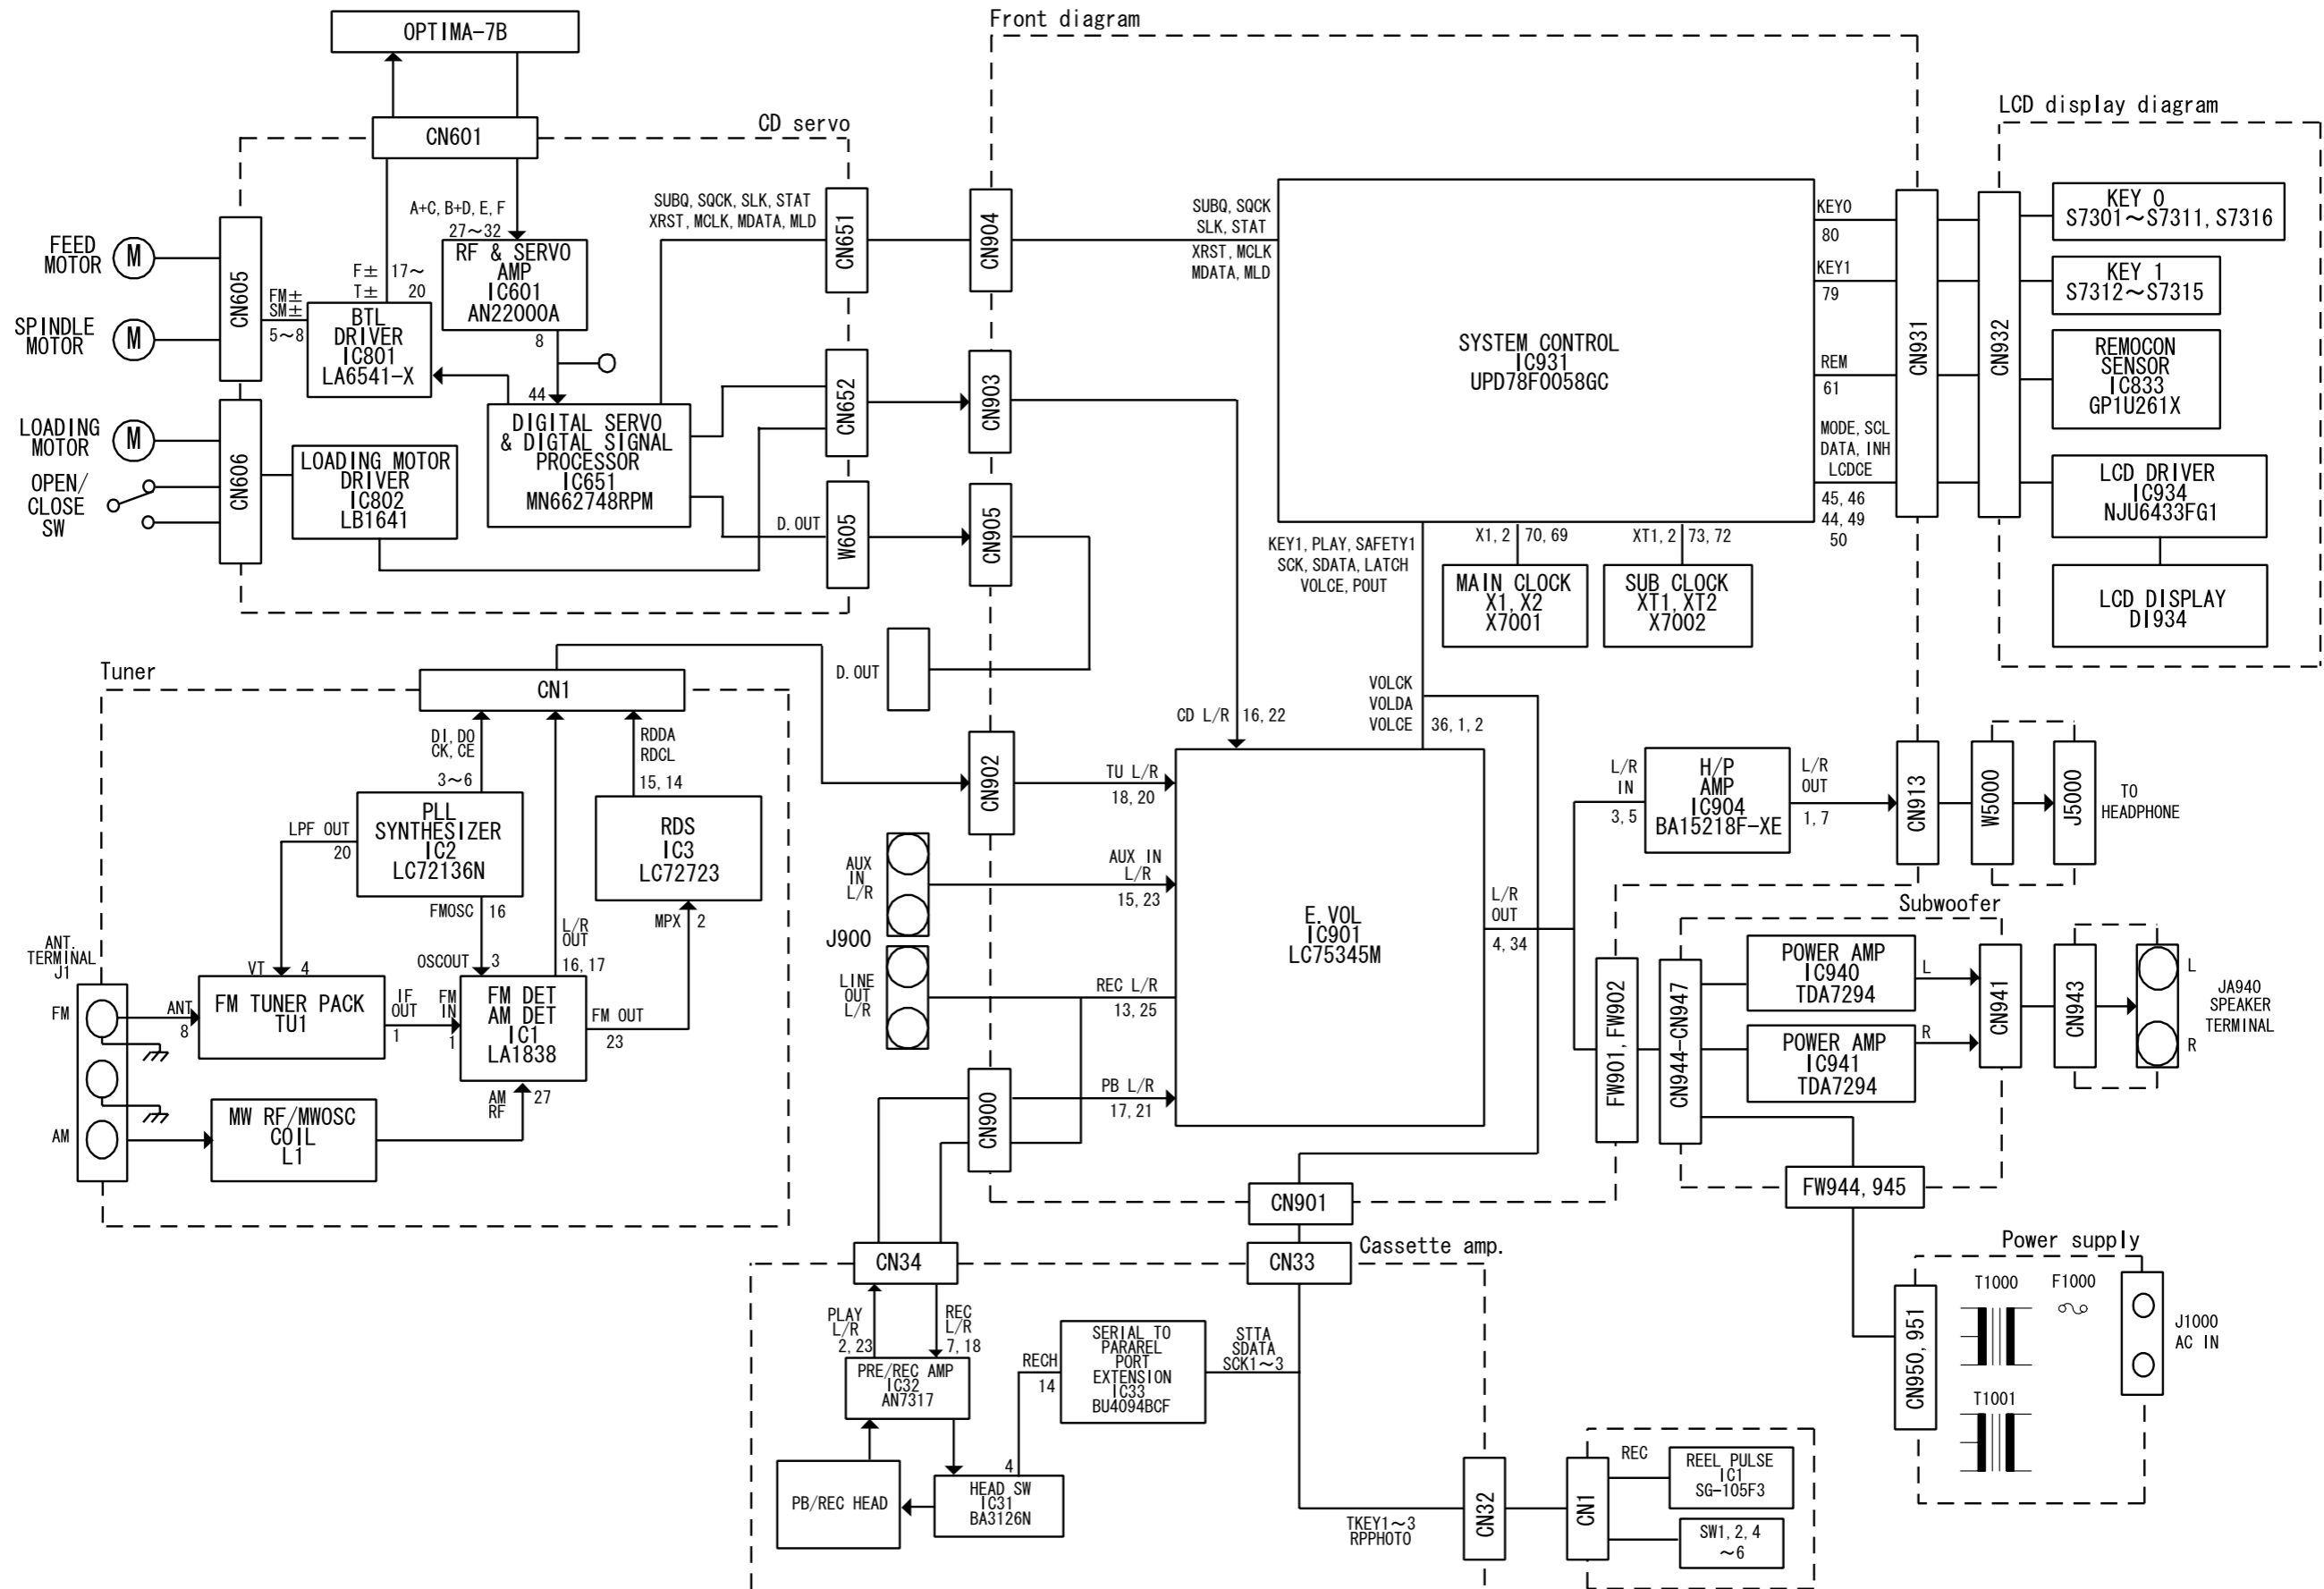 OPTIMA-7B
CN601
CD servo
FEED
MOTOR
M
SPINDLE
MOTOR
M
LOADING
MOTOR
M
OPEN/
CLOSE
SW
CN605
CN606
FM±
SM±
5～8
F±
T±
17～
20
BTL
DRIVER
IC801
LA6541-X
A+C, B+D, E, F
27～32
RF & SERVO
AMP
IC601
AN22000A
8
44
LOADING MOTOR
DRIVER
IC802
LB1641
DIGITAL SERVO
& DIGTAL SIGNAL
PROCESSOR
IC651
MN662748RPM
SUBQ, SQCK, SLK, STAT
XRST, MCLK, MDATA, MLD
D. OUT
CN651
CN652
W605
Front diagram
CN904
CN903
CN905
SUBQ, SQCK
SLK, STAT
XRST, MCLK
MDATA, MLD
SYSTEM CONTROL
IC931
UPD78F0058GC
KEY0
80
KEY1
79
REM
61
MODE, SCL
DATA, INH
LCDCE
45, 46
44, 49
50
CN931
CN932
LCD display diagram
KEY 0
S7301～S7311, S7316
KEY 1
S7312～S7315
REMOCON
SENSOR
IC833
GP1U261X
LCD DRIVER
IC934
NJU6433FG1
LCD DISPLAY
DI934
KEY1, PLAY, SAFETY1
SCK, SDATA, LATCH
VOLCE, POUT
X1, 2
70, 69
MAIN CLOCK
X1, X2
X7001
XT1, 2
73, 72
SUB CLOCK
XT1, XT2
X7002
D. OUT
VOLCK
VOLDA
VOLCE
36, 1, 2
CD L/R
16, 22
Tuner
CN1
DI, DO
CK, CE
3～6
RDDA
RDCL
15, 14
PLL
SYNTHESIZER
IC2
LC72136N
LPF OUT
20
FMOSC
16
RDS
IC3
LC72723
MPX
2
L/R
OUT
16, 17
OSCOUT
3
ANT.
TERMINAL
J1
FM
AM
ANT
8
VT
4
FM TUNER PACK
TU1
IF
OUT
1
FM
IN
1
FM DET
AM DET
IC1
LA1838
FM OUT
23
AM
RF
27
MW RF/MWOSC
COIL
L1
CN902
TU L/R
18, 20
AUX
IN
L/R
J900
LINE
OUT
L/R
AUX IN
L/R
15, 23
REC L/R
13, 25
CN900
PB L/R
17, 21
E. VOL
IC901
LC75345M
L/R
OUT
4, 34
L/R
IN
3, 5
H/P
AMP
IC904
BA15218F-XE
L/R
OUT
1, 7
CN913
W5000
J5000
TO
HEADPHONE
Subwoofer
FW901, FW902
CN944-CN947
POWER AMP
IC940
TDA7294
L
POWER AMP
IC941
TDA7294
R
CN941
CN943
L
R
JA940
SPEAKER
TERMINAL
FW944, 945
CN901
CN34
CN33
Cassette amp.
PLAY
L/R
2, 23
REC
L/R
7, 18
PRE/REC AMP
IC32
AN7317
RECH
14
SERIAL TO
PARAREL
PORT
EXTENSION
IC33
BU4094BCF
STTA
SDATA
SCK1～3
PB/REC HEAD
4
HEAD SW
IC31
BA3126N
TKEY1～3
RPPHOTO
CN32
CN1
REC
REEL PULSE
IC1
SG-105F3
SW1, 2, 4
～6
Power supply
CN950, 951
T1000
F1000
T1001
J1000
AC IN